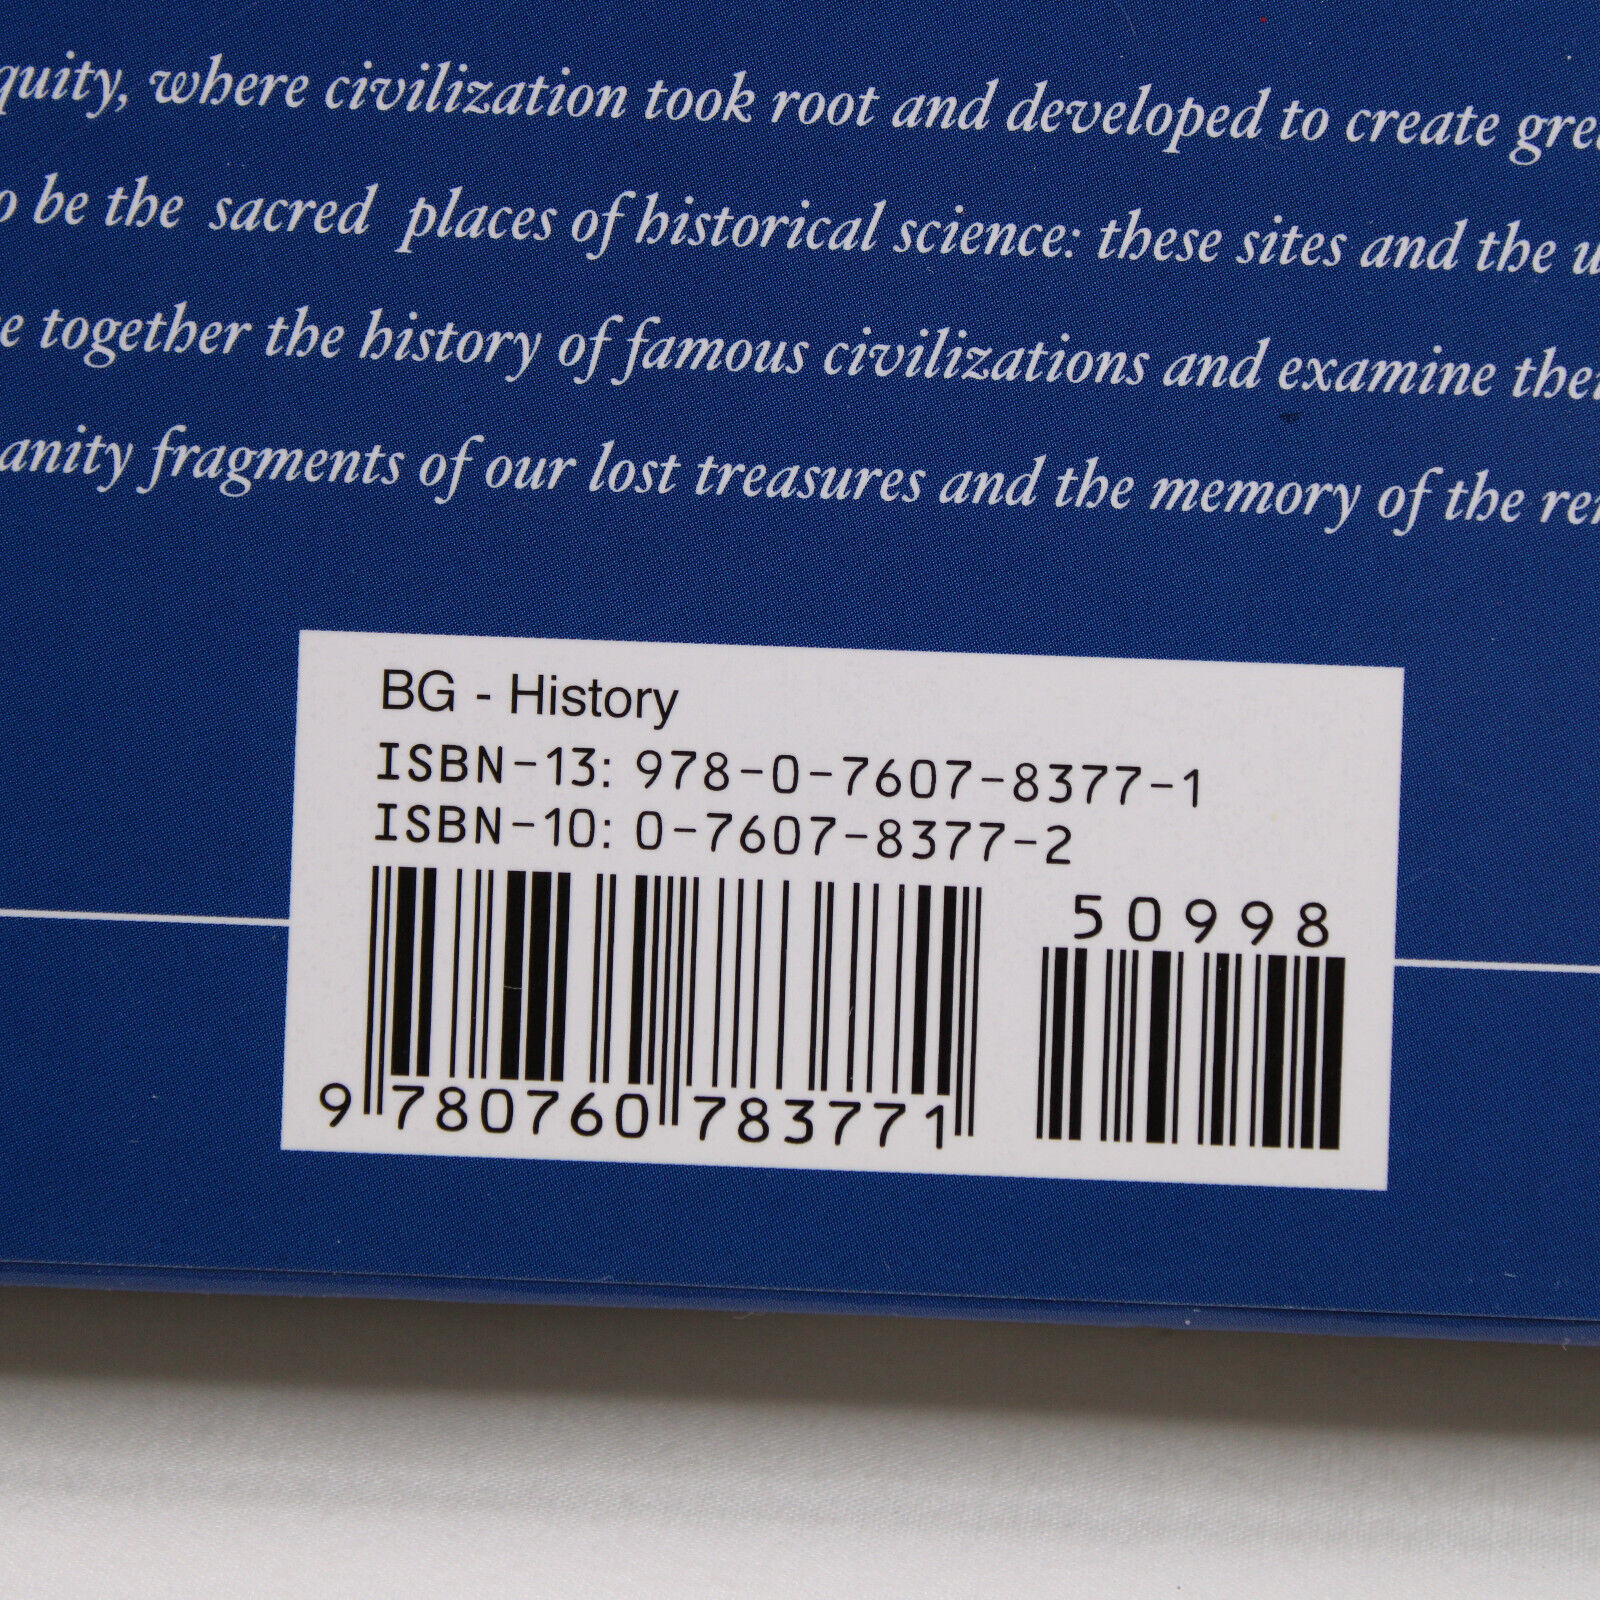 quity, where civilization took root and developed to create gre
o be the sacred places of historical science: these sites and the u
e together the history of famous civilizations and examine thei
anity fragments of our lost treasures and the memory of the rem
BG - History
ISBN-13: 978-0-7607-8377-1
ISBN-10: 0-7607-8377-2
50998
9 780760 783771